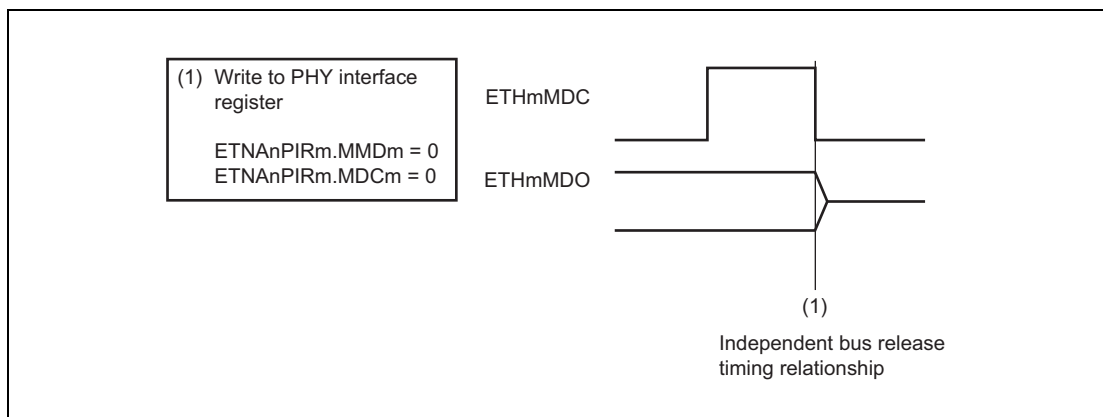 (1) Write to PHY interface
register
ETNAnPIRm.MMDm = 0
ETNAnPIRm.MDCm = 0
ETHmMDC
ETHmMDO
(1)
Independent bus release
timing relationship